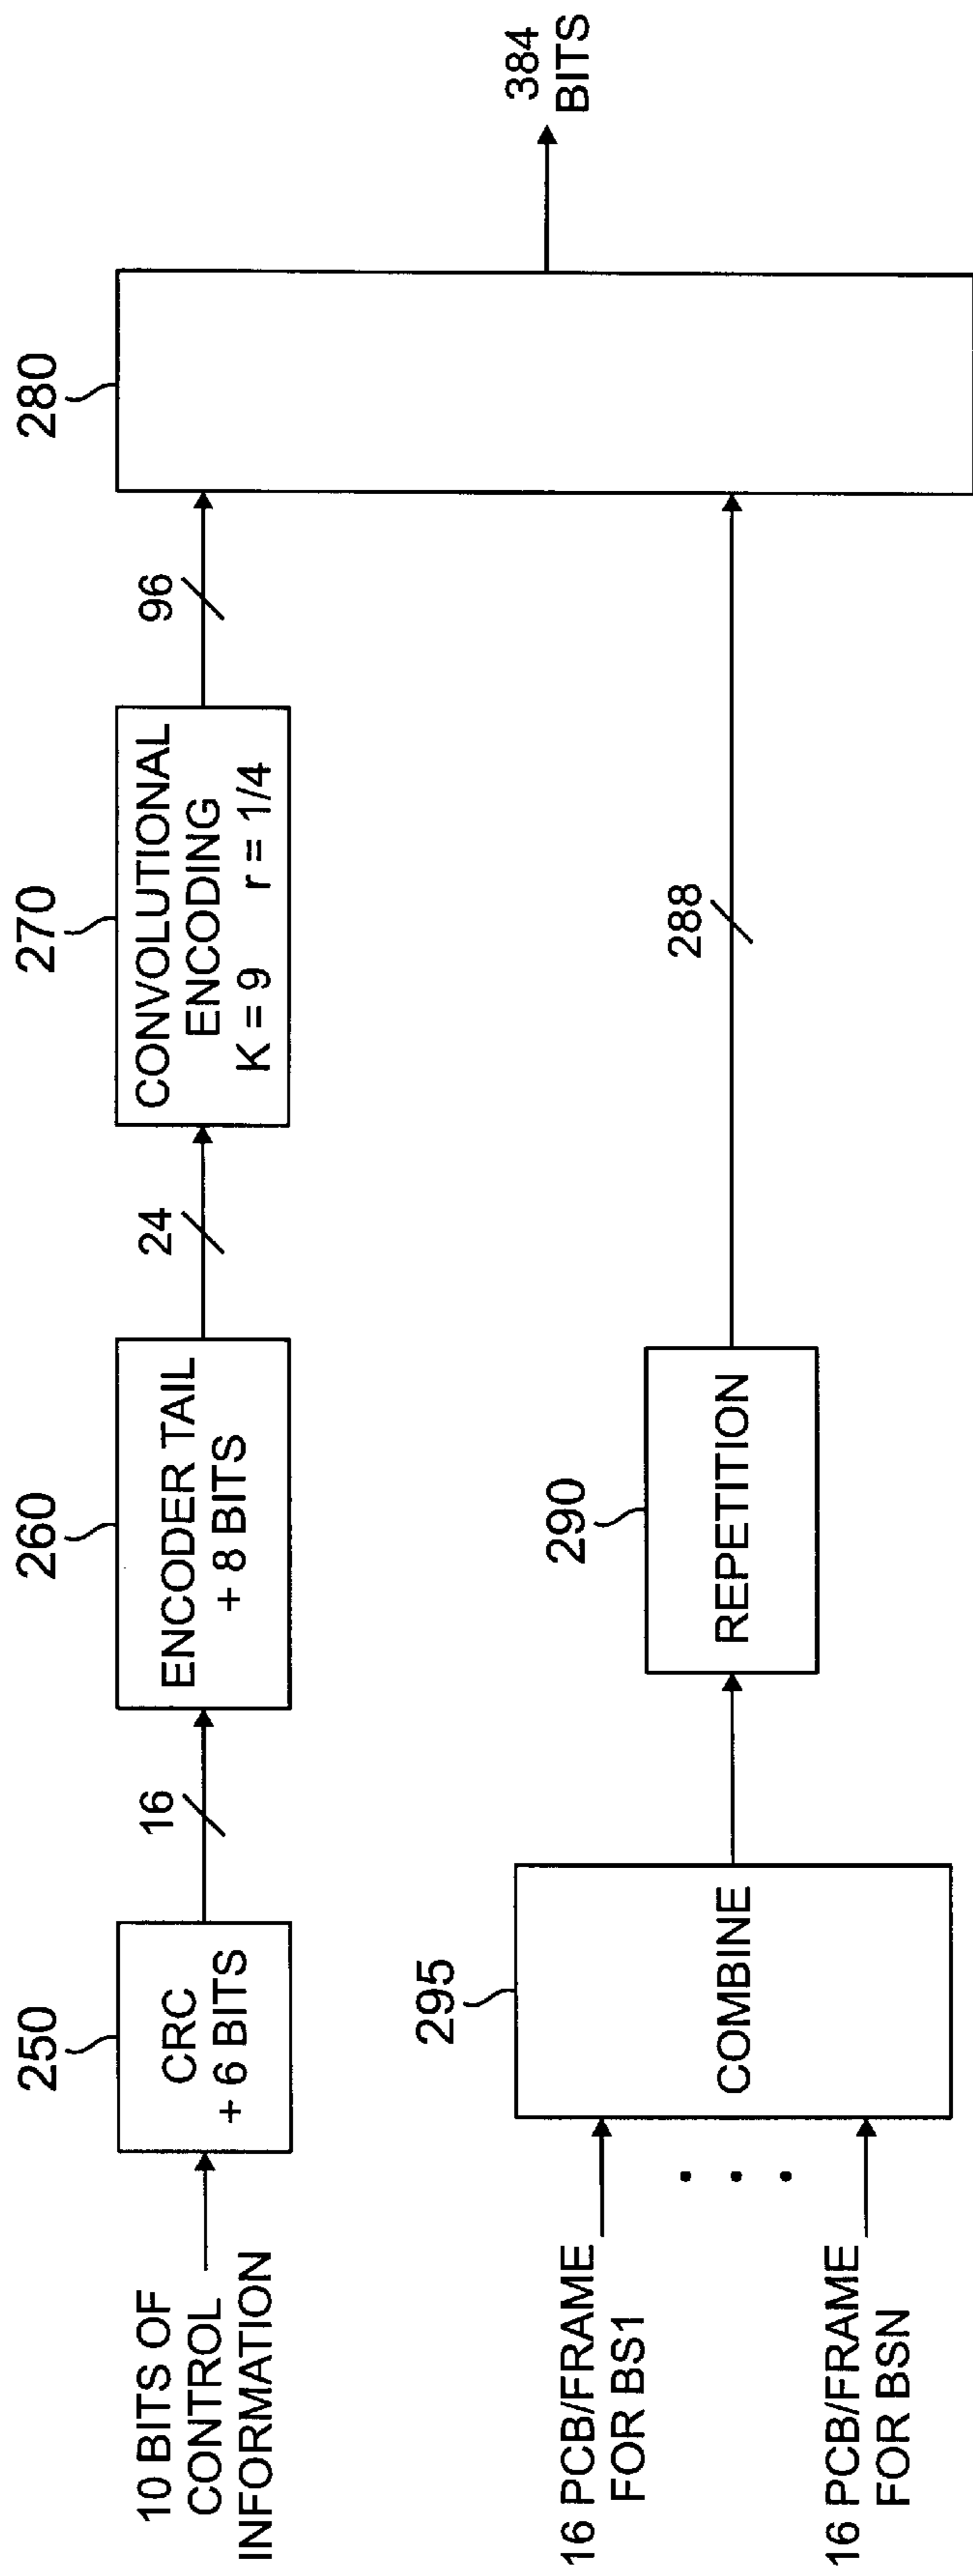 10 BITS OF
CONTROL
INFORMATION
250
CRC
+ 6 BITS
16
260
ENCODER TAIL
+ 8 BITS
24
270
CONVOLUTIONAL
ENCODING
K = 9 r = 1/4
96
280
384
BITS
16 PCB/FRAME
FOR BS1
16 PCB/FRAME
FOR BSN
295
COMBINE
290
REPETITION
288